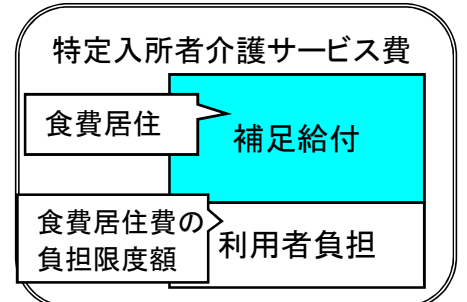 特定入所者介護サービス費
食費居住
補足給付
食費居住費の
負担限度額
利用者負担